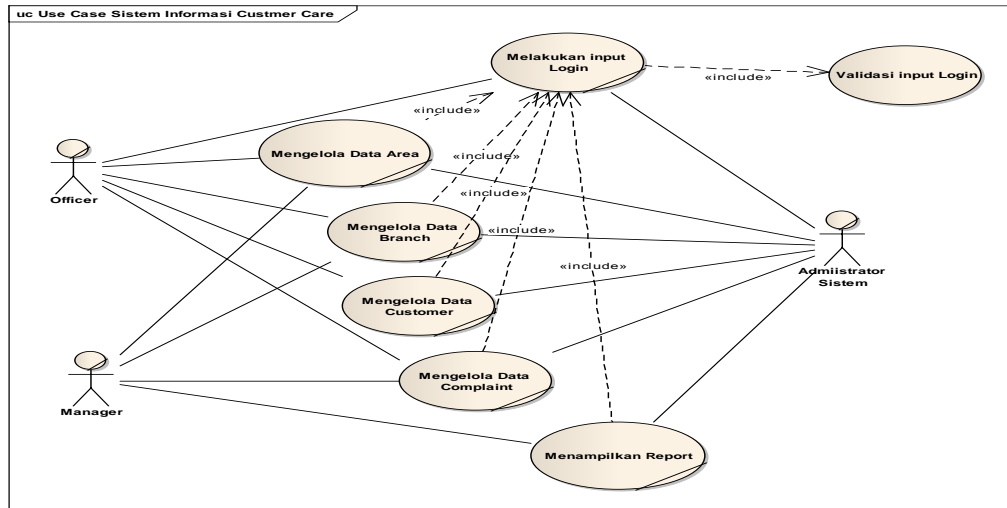 uc Use Case Sistem Informasi Custmer Care
Melakukan input
Login
«include»
Validasi input Login
«include»
Mengelola Data Area
«include»
Officer
«include»
Mengelola Data
Branch
«include»
«include»
Admiistrator
Sistem
Mengelola Data
Customer
Manager
Mengelola Data
Complaint
Menampilkan Report